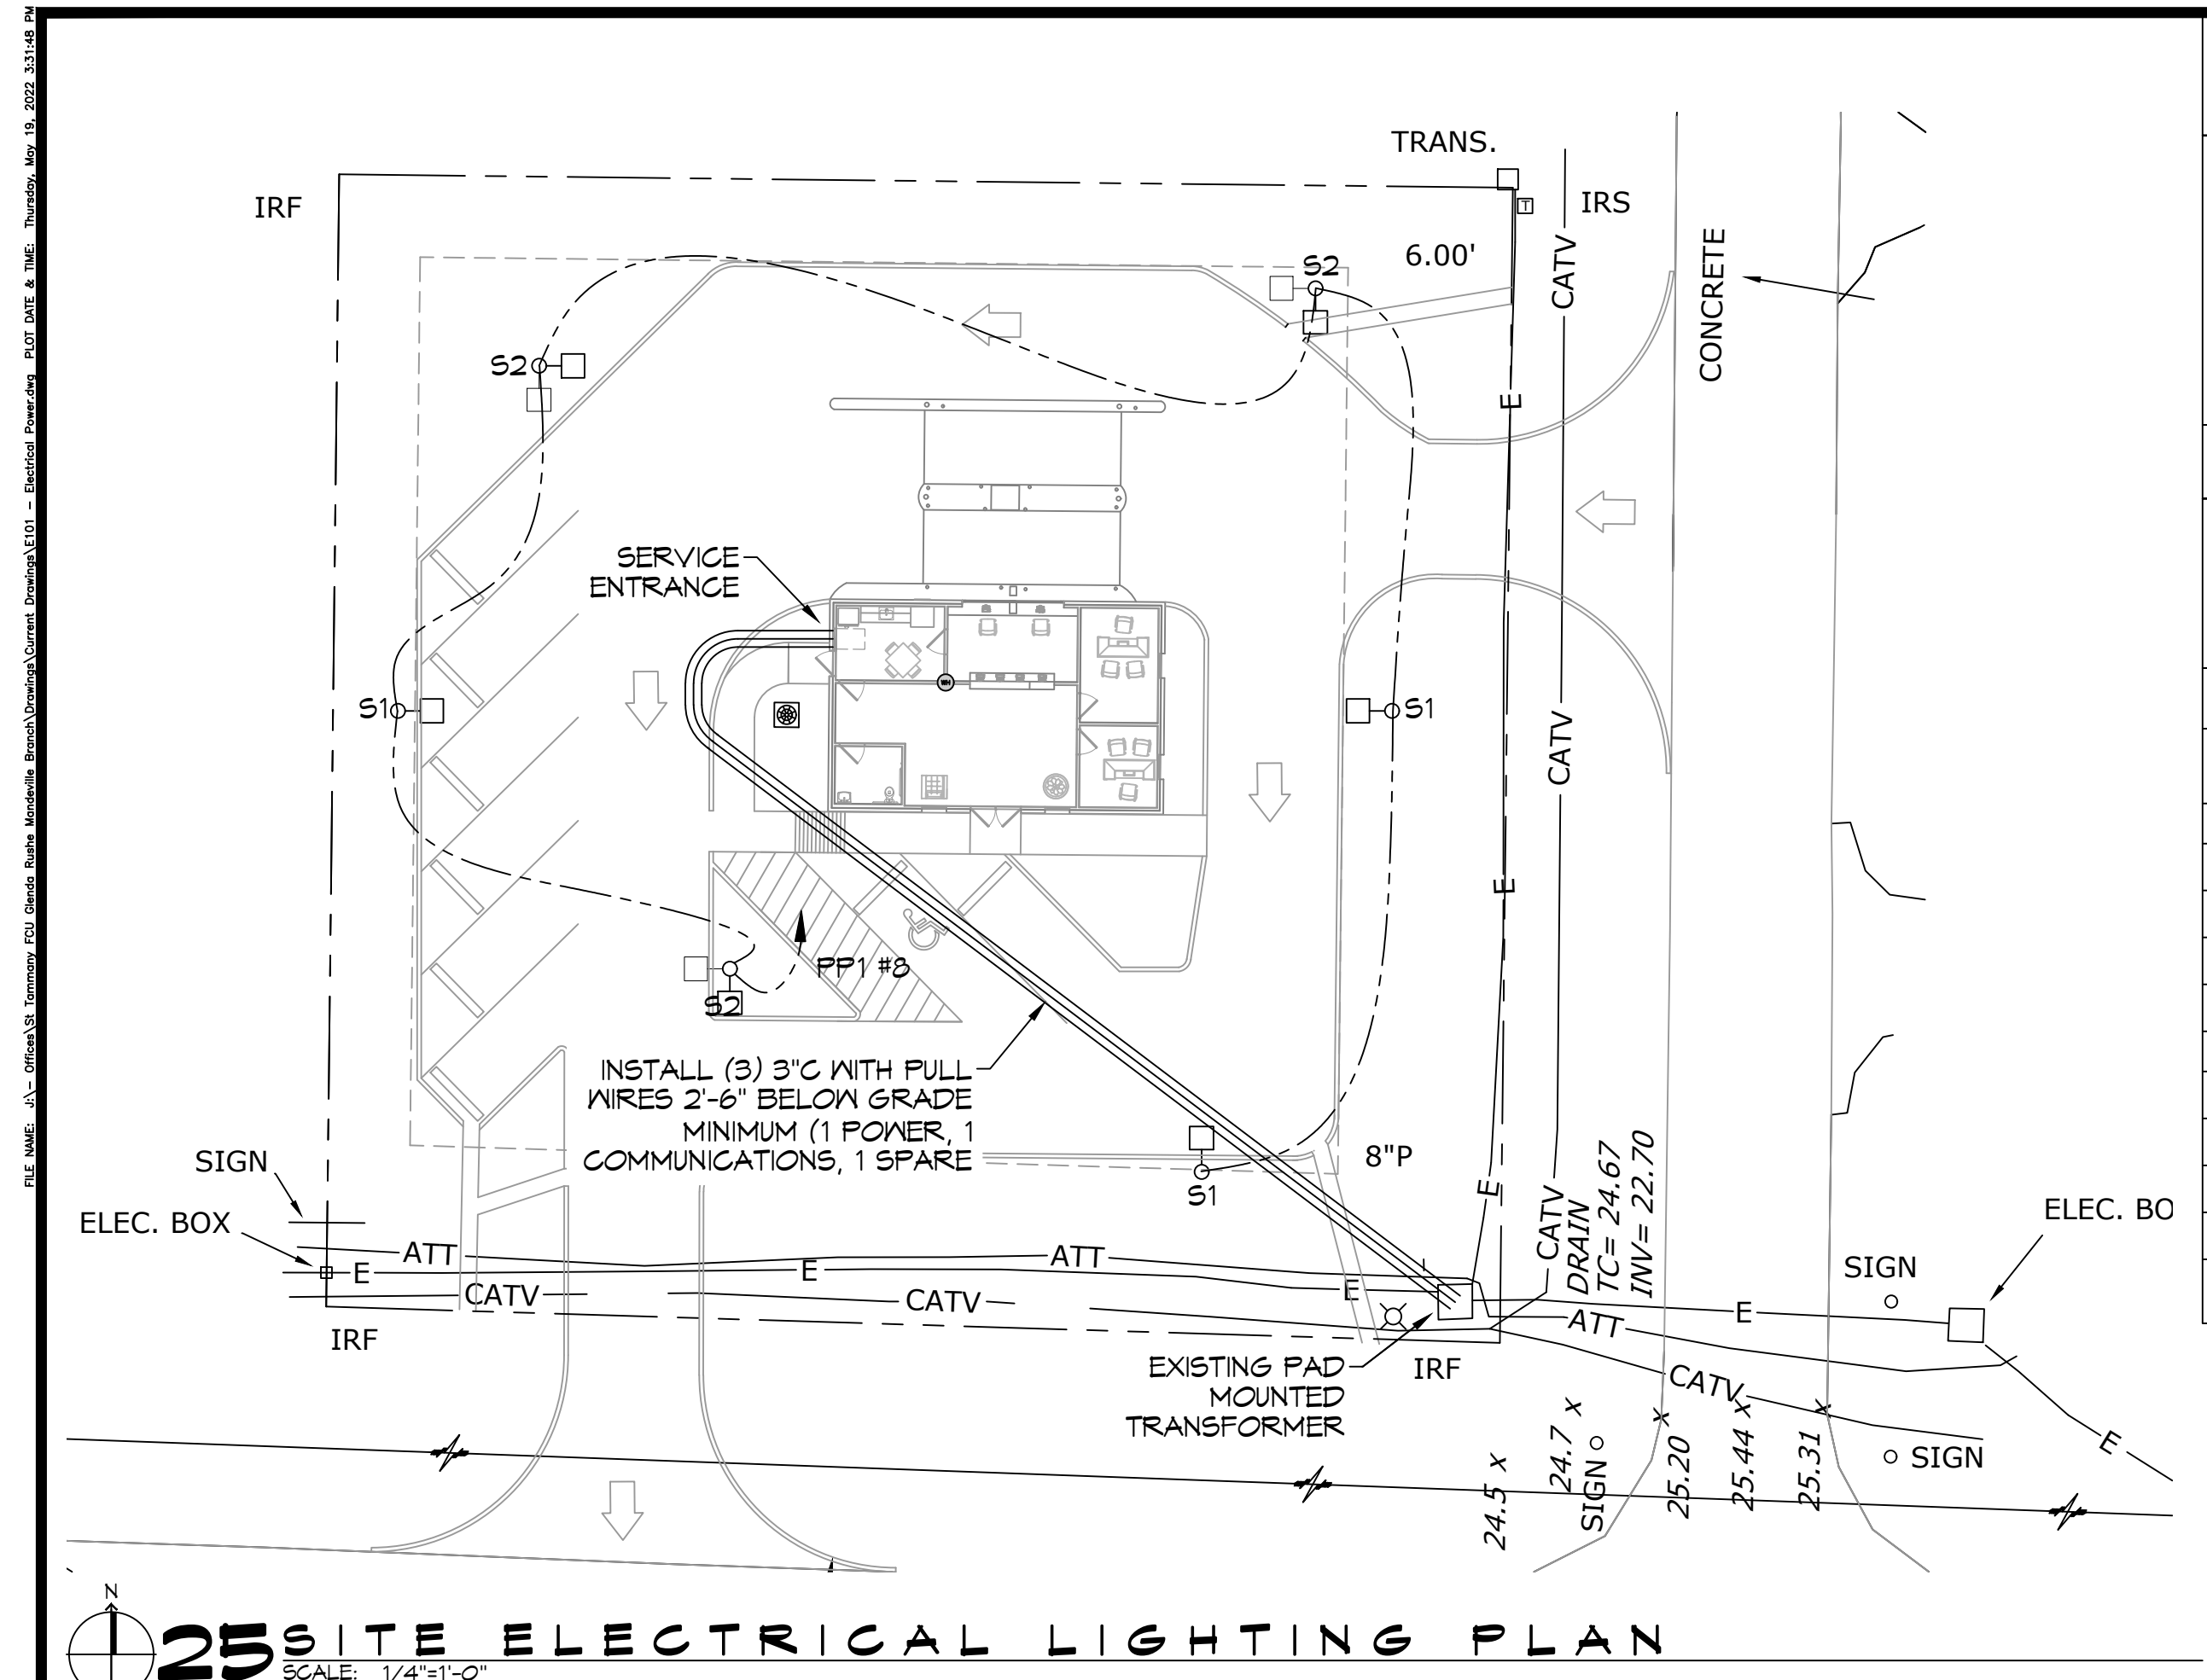 FILE NAME: J:\- Offices\St Tammany FCU Glenda Rushe Mandeville Branch\Drawings\Current Drawings\E101 - Electrical Power.dwg PLOT DATE & TIME: Thursday, May 19, 2022 3:31:48 PM
TRANS.
IRF
IRS
T
6.00'
CATV
CONCRETE
S2
S2
E
SERVICE
ENTRANCE
WH
S1
S1
CATV
E
PP1 #8
S2
INSTALL (3) 3"C WITH PULL
WIRES 2'-6" BELOW GRADE
MINIMUM (1 POWER, 1
COMMUNICATIONS, 1 SPARE
8"P
S1
E
CATV
DRAIN
TC= 24.67
INV= 22.70
SIGN
ELEC. BOX
ELEC. BO
ATT
ATT
E
E
E
CATV
CATV
SIGN
E
ATT
IRF
EXISTING PAD
MOUNTED
TRANSFORMER
IRF
CATV
24.5 x
24.7 x
SIGN
25.20 x
25.44 x
25.31 x
E
SIGN
N
25 SITE ELECTRICAL LIGHTING PLAN
SCALE: 1/4"=1'-0"